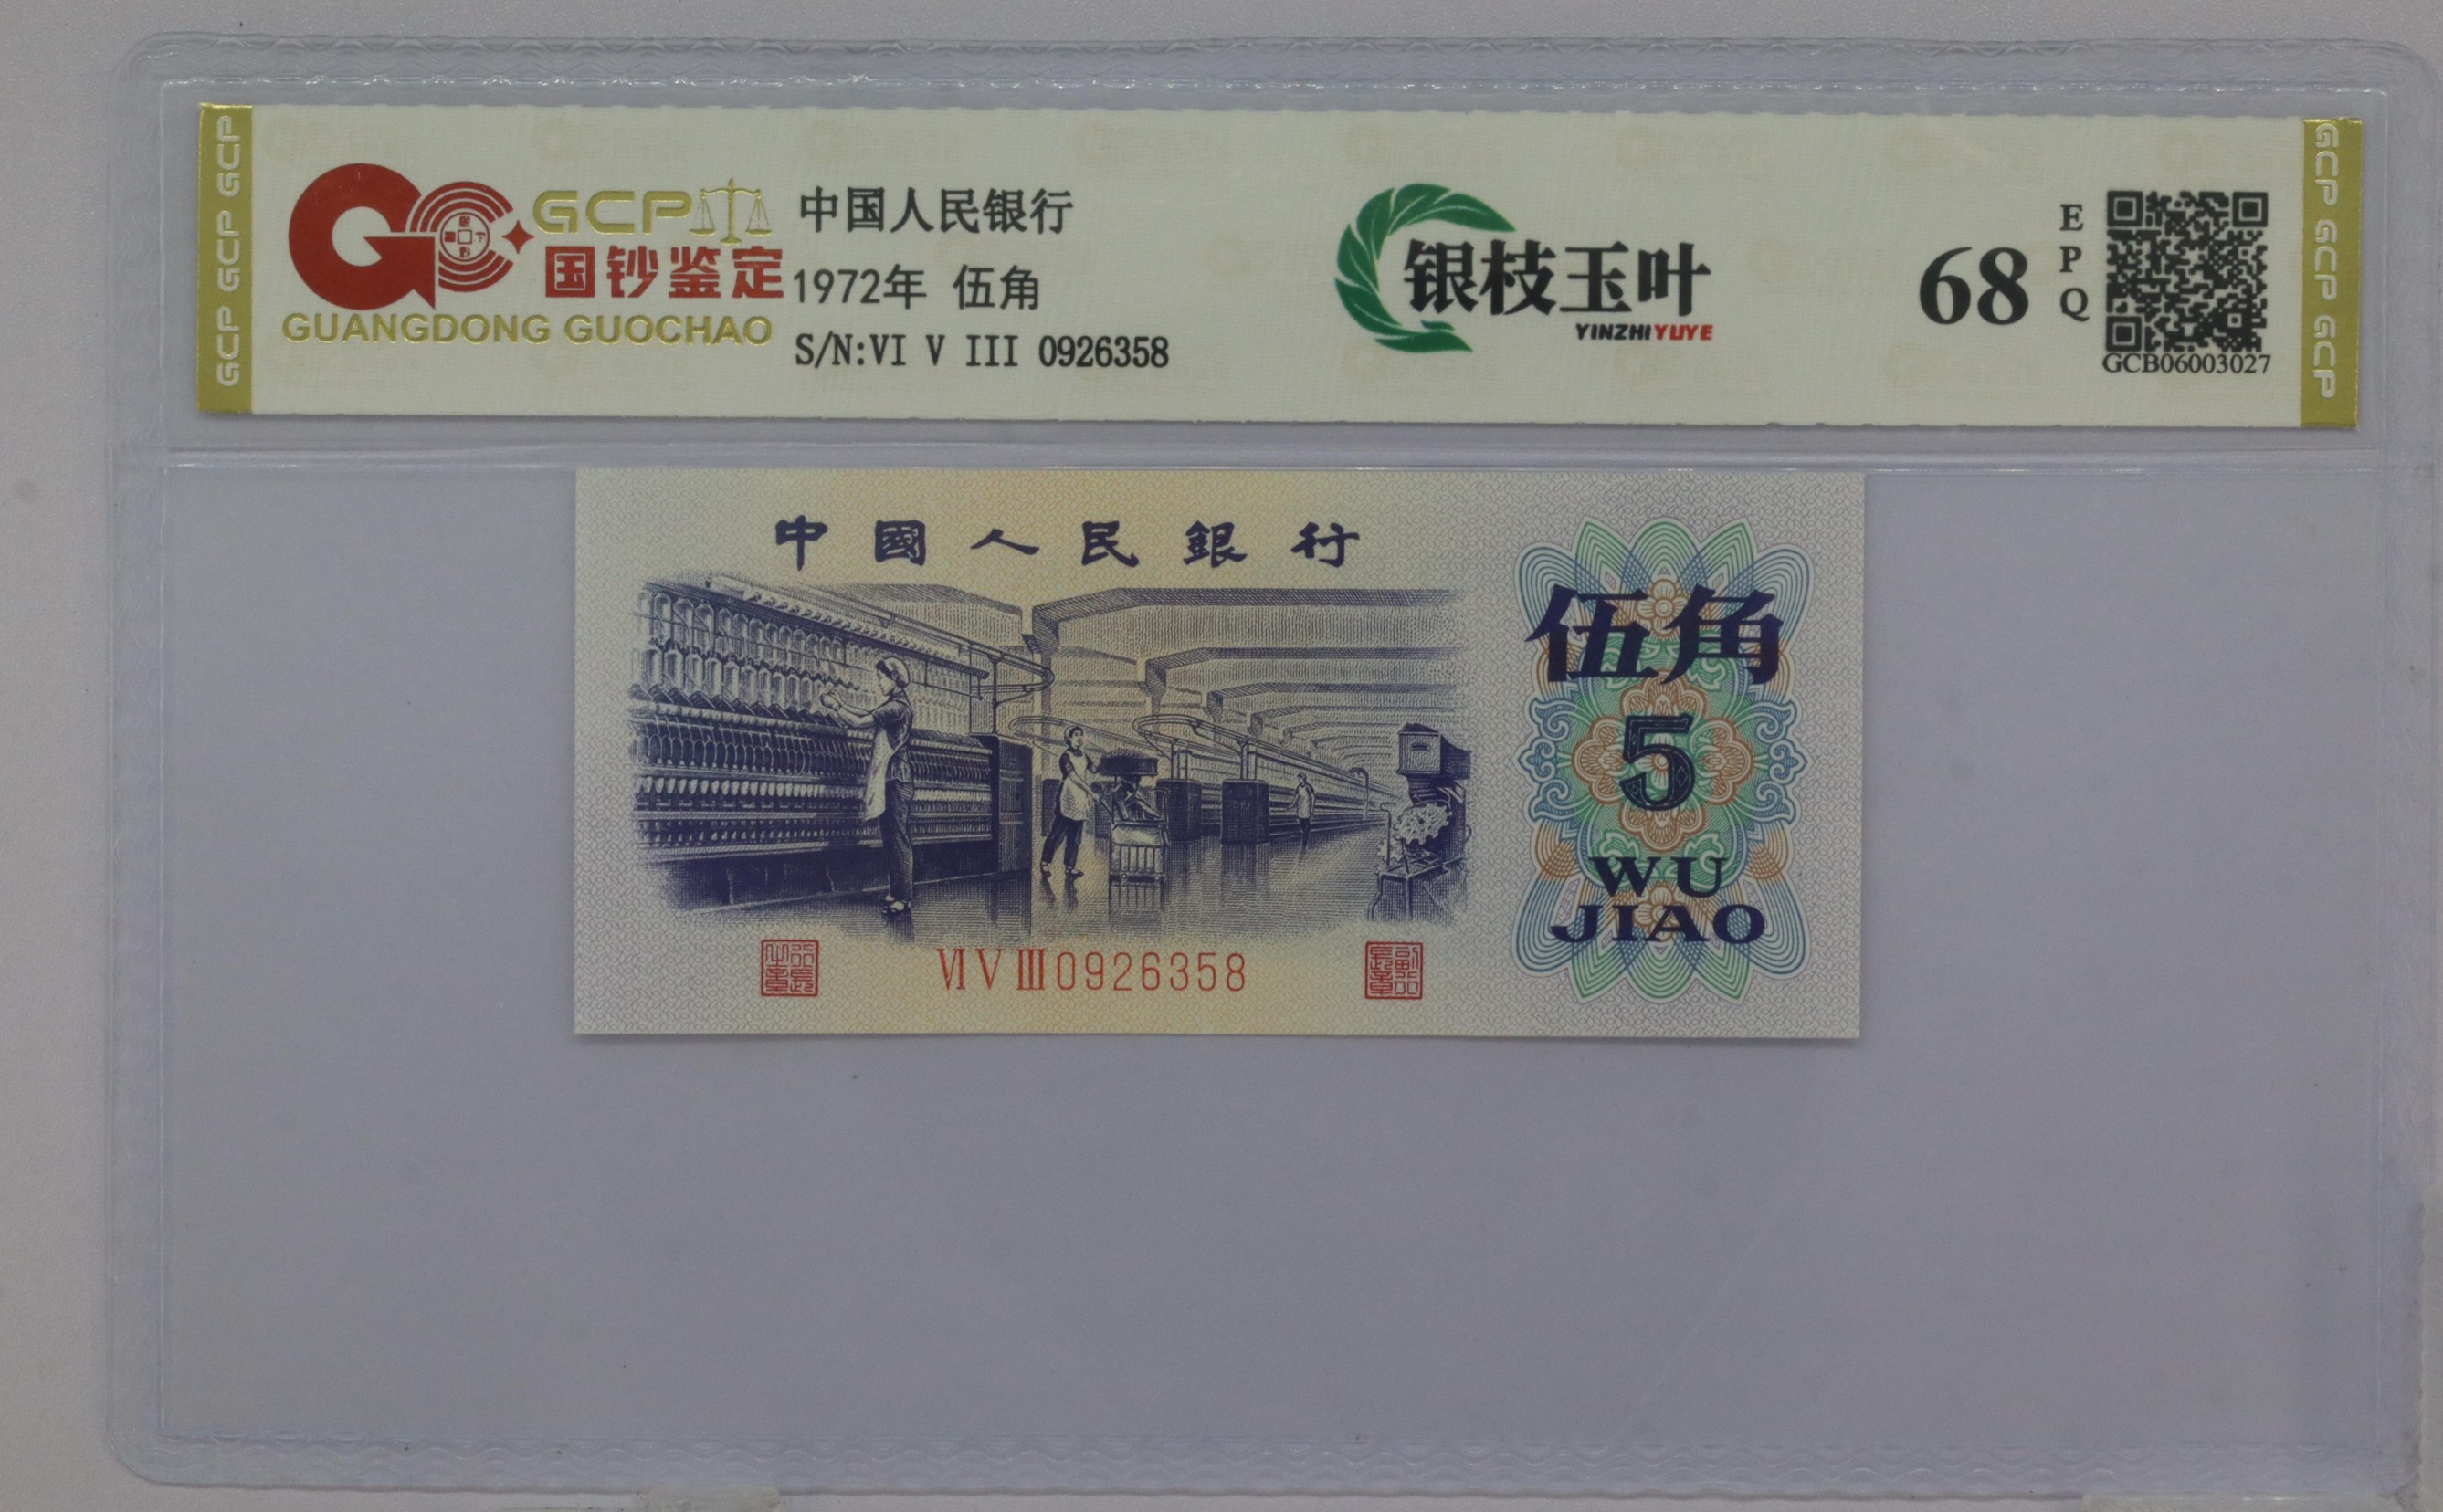 GCP GCP GCP
GCP
国钞鉴定
GUANGDONG GUOCHAO
中国人民银行
1972年 伍角
S/N:VI V III 0926358
银枝玉叶
YINZHIYUYE
68
EPQ
GCB06003027
GCP GCP GCP
中國人民銀行
伍角
5
WU
JIAO
ⅥⅤⅢ0926358